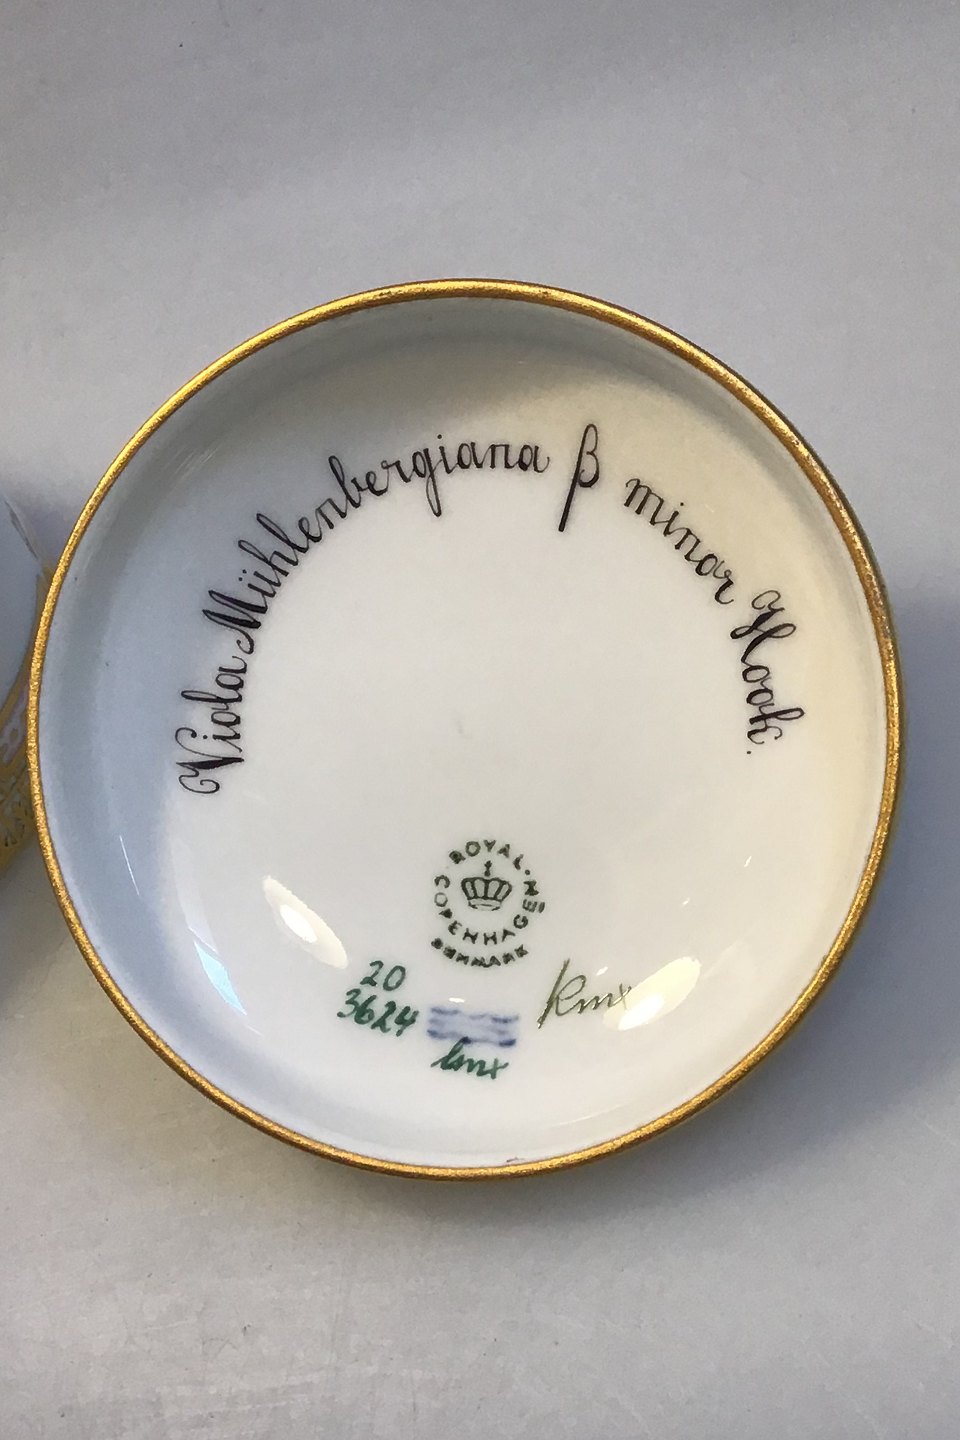 Viola Mühlenbergiana β minor Hook.
ROYAL
COPENHAGEN
DENMARK
20
3624